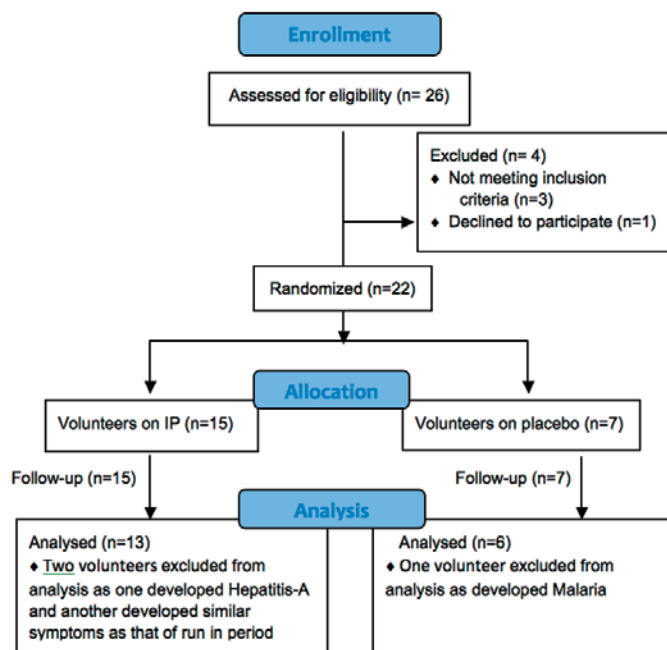 Enrollment
Assessed for eligibility (n= 26)
Excluded (n= 4)
♦ Not meeting inclusion
criteria (n=3)
♦ Declined to participate (n=1)
Randomized (n=22)
Allocation
Volunteers on IP (n=15)
Volunteers on placebo (n=7)
Follow-up (n=15)
Follow-up (n=7)
Analysis
Analysed (n=13)
♦ Two volunteers excluded from
analysis as one developed Hepatitis-A
and another developed similar
symptoms as that of run in period
Analysed (n=6)
♦ One volunteer excluded from
analysis as developed Malaria